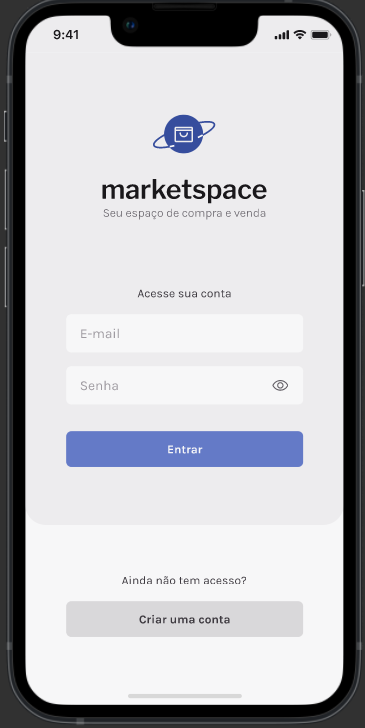 9:41
marketspace
Seu espaço de compra e venda
Acesse sua conta
E-mail
Senha
Entrar
Ainda não tem acesso?
Criar uma conta